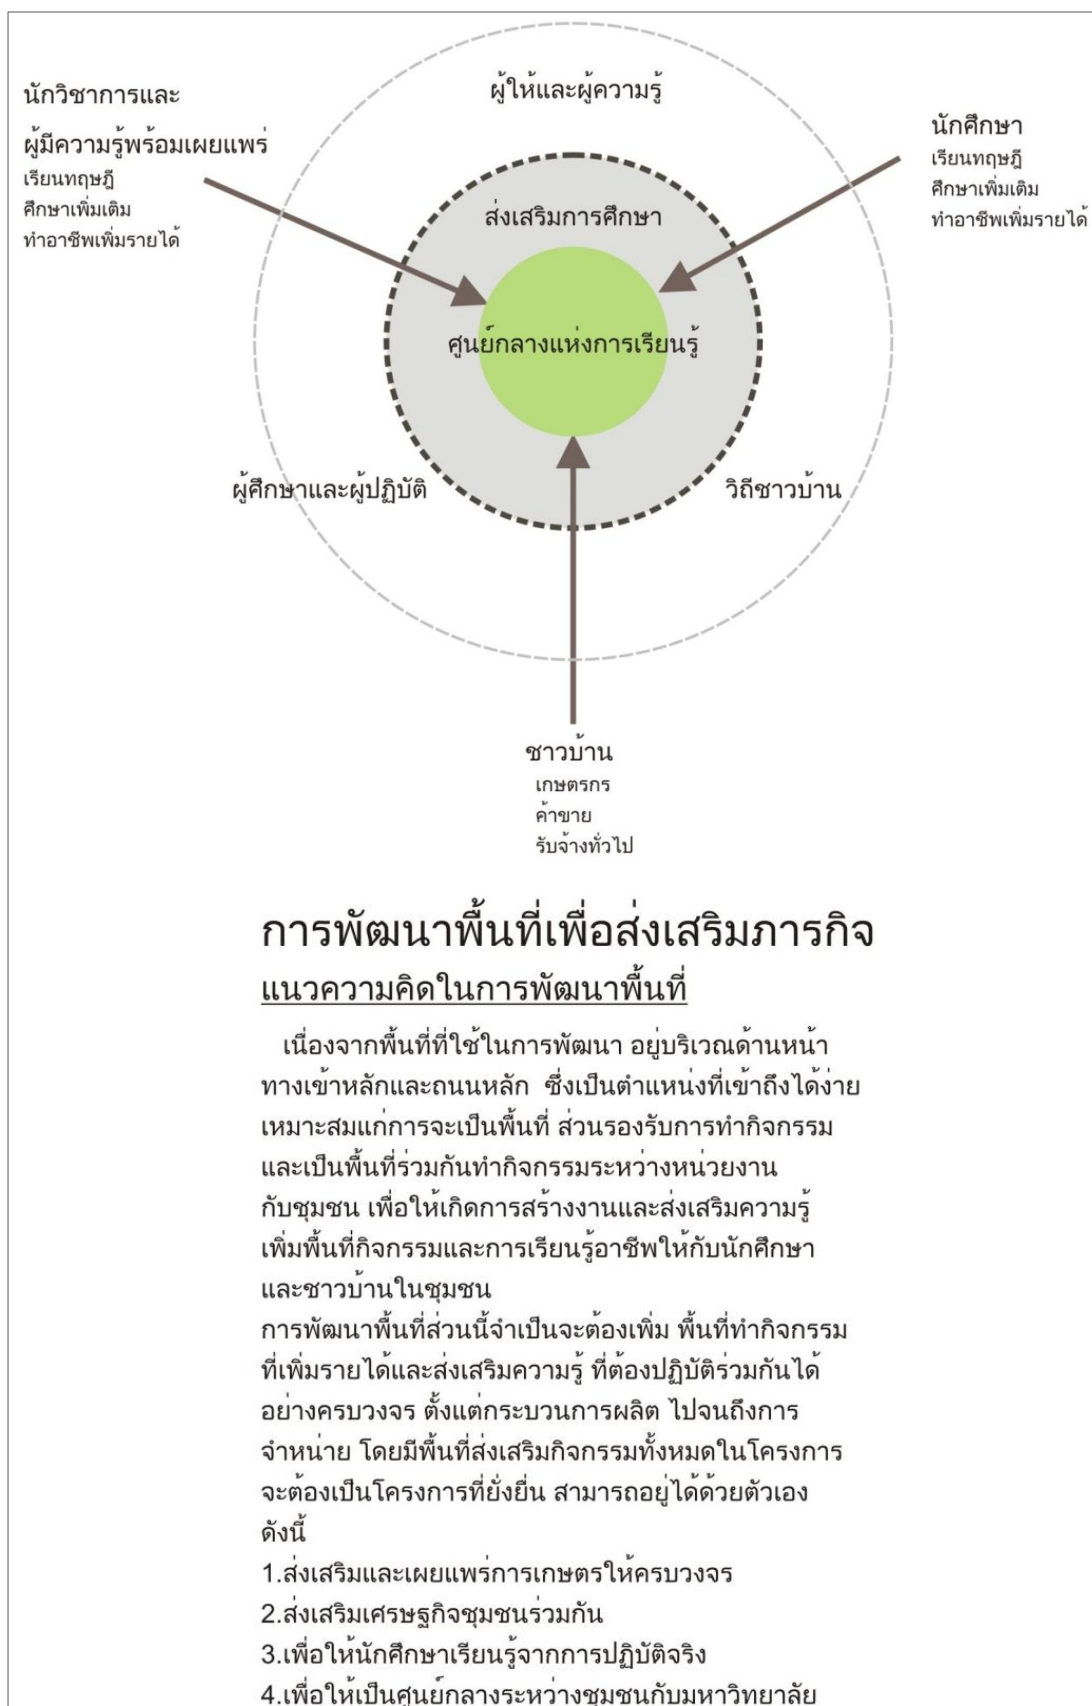 ผู้ให้และผู้ความรู้
นักวิชาการและ
ผู้มีความรู้พร้อมเผยแพร่
เรียนทฤษฎี
ศึกษาเพิ่มเติม
ทำอาชีพเพิ่มรายได้
นักศึกษา
เรียนทฤษฎี
ศึกษาเพิ่มเติม
ทำอาชีพเพิ่มรายได้
ส่งเสริมการศึกษา
ศูนย์กลางแห่งการเรียนรู้
ผู้ศึกษาและผู้ปฏิบัติ
วิถีชาวบ้าน
ชาวบ้าน
เกษตรกร
ค้าขาย
รับจ้างทั่วไป
การพัฒนาพื้นที่เพื่อส่งเสริมภารกิจ
แนวความคิดในการพัฒนาพื้นที่
เนื่องจากพื้นที่ที่ใช้ในการพัฒนา อยู่บริเวณด้านหน้า
ทางเข้าหลักและถนนหลัก ซึ่งเป็นตำแหน่งที่เข้าถึงได้ง่าย
เหมาะสมแก่การจะเป็นพื้นที่ ส่วนรองรับการทำกิจกรรม
และเป็นพื้นที่ร่วมกันทำกิจกรรมระหว่างหน่วยงาน
กับชุมชน เพื่อให้เกิดการสร้างงานและส่งเสริมความรู้
เพิ่มพื้นที่กิจกรรมและการเรียนรู้อาชีพให้กับนักศึกษา
และชาวบ้านในชุมชน
การพัฒนาพื้นที่ส่วนนี้จำเป็นจะต้องเพิ่ม พื้นที่ทำกิจกรรม
ที่เพิ่มรายได้และส่งเสริมความรู้ ที่ต้องปฏิบัติร่วมกันได้
อย่างครบวงจร ตั้งแต่กระบวนการผลิต ไปจนถึงการ
จำหน่าย โดยมีพื้นที่ส่งเสริมกิจกรรมทั้งหมดในโครงการ
จะต้องเป็นโครงการที่ยั่งยื่น สามารถอยู่ได้ด้วยตัวเอง
ดังนี้
1.ส่งเสริมและเผยแพร่การเกษตรให้ครบวงจร
2.ส่งเสริมเศรษฐกิจชุมชนร่วมกัน
3.เพื่อให้นักศึกษาเรียนรู้จากการปฏิบัติจริง
4.เพื่อให้เป็นศูนย์กลางระหว่างชุมชนกับมหาวิทยาลัย